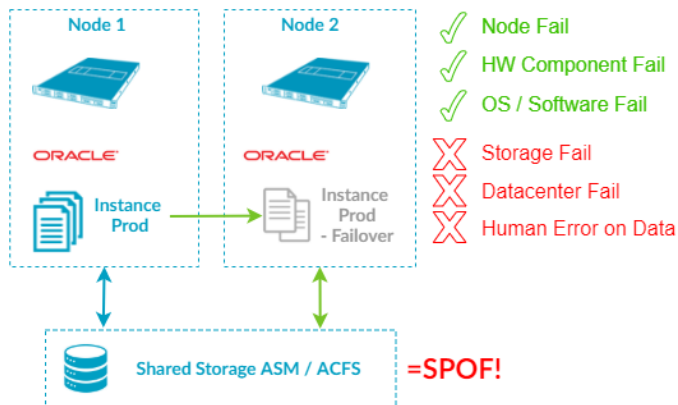 Node 1
Node 2
ORACLE®
ORACLE®
Instance
Prod
Instance
Prod
- Failover
Shared Storage ASM / ACFS
=SPOF!
Node Fail
HW Component Fail
OS / Software Fail
Storage Fail
Datacenter Fail
Human Error on Data